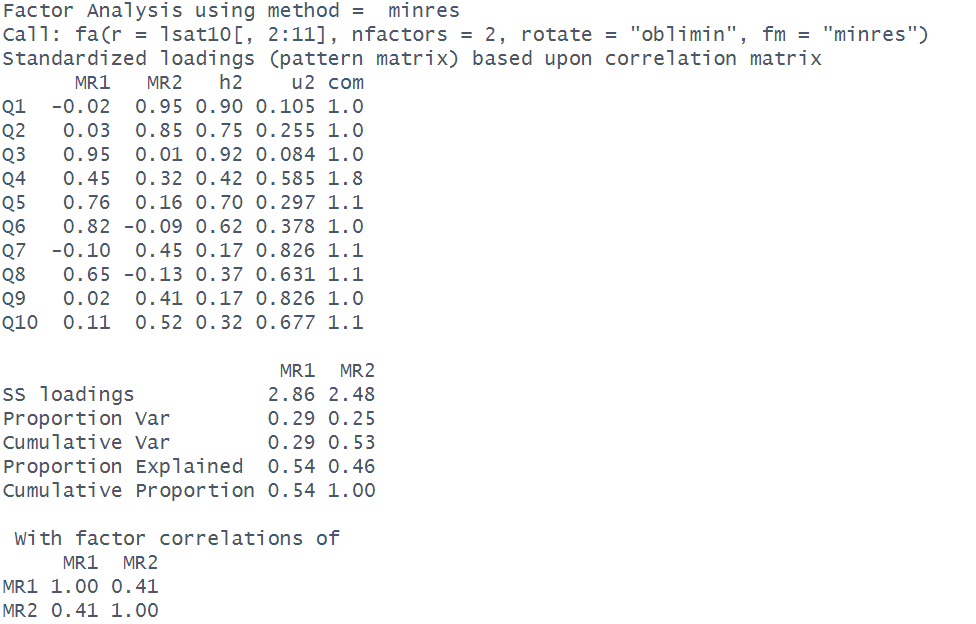 Factor Analysis using method =  minres
Call: fa(r = lsat10[, 2:11], nfactors = 2, rotate = "oblimin", fm = "minres")
Standardized loadings (pattern matrix) based upon correlation matrix
      MR1   MR2   h2    u2 com
Q1  -0.02  0.95 0.90 0.105 1.0
Q2   0.03  0.85 0.75 0.255 1.0
Q3   0.95  0.01 0.92 0.084 1.0
Q4   0.45  0.32 0.42 0.585 1.8
Q5   0.76  0.16 0.70 0.297 1.1
Q6   0.82 -0.09 0.62 0.378 1.0
Q7  -0.10  0.45 0.17 0.826 1.1
Q8   0.65 -0.13 0.37 0.631 1.1
Q9   0.02  0.41 0.17 0.826 1.0
Q10  0.11  0.52 0.32 0.677 1.1

                       MR1  MR2
SS loadings           2.86 2.48
Proportion Var        0.29 0.25
Cumulative Var        0.29 0.53
Proportion Explained  0.54 0.46
Cumulative Proportion 0.54 1.00

 With factor correlations of
     MR1  MR2
MR1 1.00 0.41
MR2 0.41 1.00